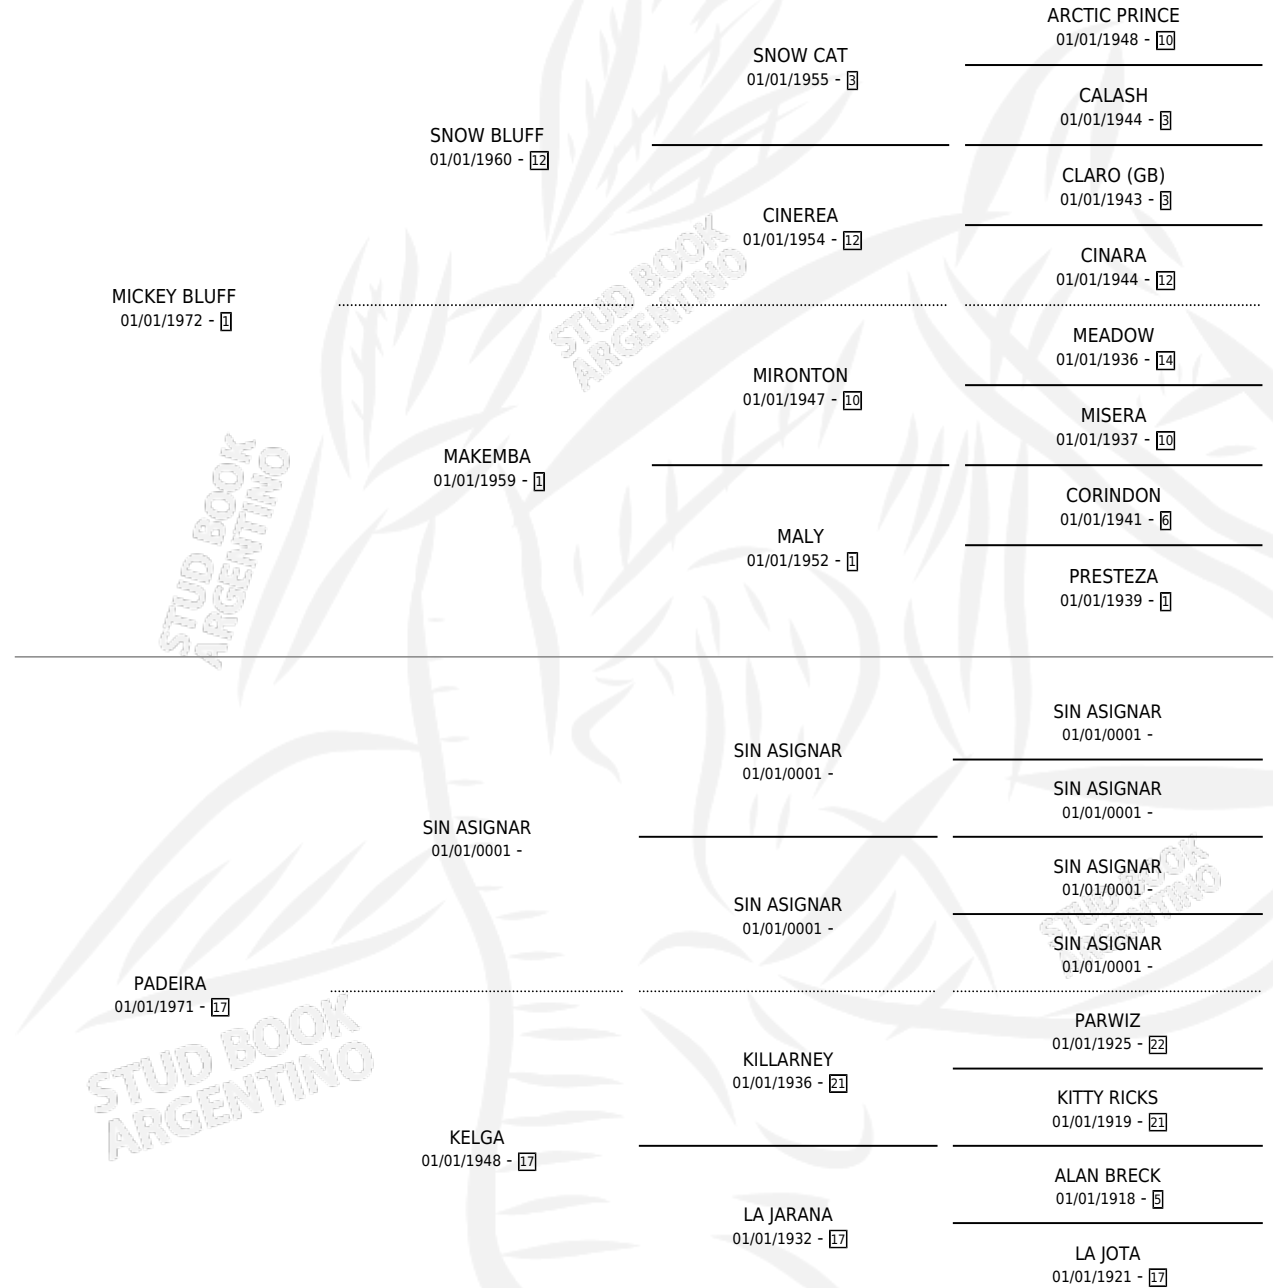 ARCTIC PRINCE
01/01/1948 - 10
SNOW CAT
01/01/1955 - 3
CALASH
01/01/1944 - 3
SNOW BLUFF
01/01/1960 - 12
CLARO (GB)
01/01/1943 - 3
CINEREA
01/01/1954 - 12
CINARA
01/01/1944 - 12
MICKEY BLUFF
01/01/1972 - 1
MEADOW
01/01/1936 - 14
MIRONTON
01/01/1947 - 10
MISERA
01/01/1937 - 10
MAKEMBA
01/01/1959 - 1
CORINDON
01/01/1941 - 6
MALY
01/01/1952 - 1
PRESTEZA
01/01/1939 - 1
SIN ASIGNAR
01/01/0001 -
SIN ASIGNAR
01/01/0001 -
SIN ASIGNAR
01/01/0001 -
SIN ASIGNAR
01/01/0001 -
SIN ASIGNAR
01/01/0001 -
SIN ASIGNAR
01/01/0001 -
SIN ASIGNAR
01/01/0001 -
PADEIRA
01/01/1971 - 17
PARWIZ
01/01/1925 - 22
KILLARNEY
01/01/1936 - 21
KITTY RICKS
01/01/1919 - 21
KELGA
01/01/1948 - 17
ALAN BRECK
01/01/1918 - 5
LA JARANA
01/01/1932 - 17
LA JOTA
01/01/1921 - 17
STUD BOOK
ARGENTINO
STUD BOOK
ARGENTINO
STUD BOOK
ARGENTINO
STUD BOOK
ARGENTINO